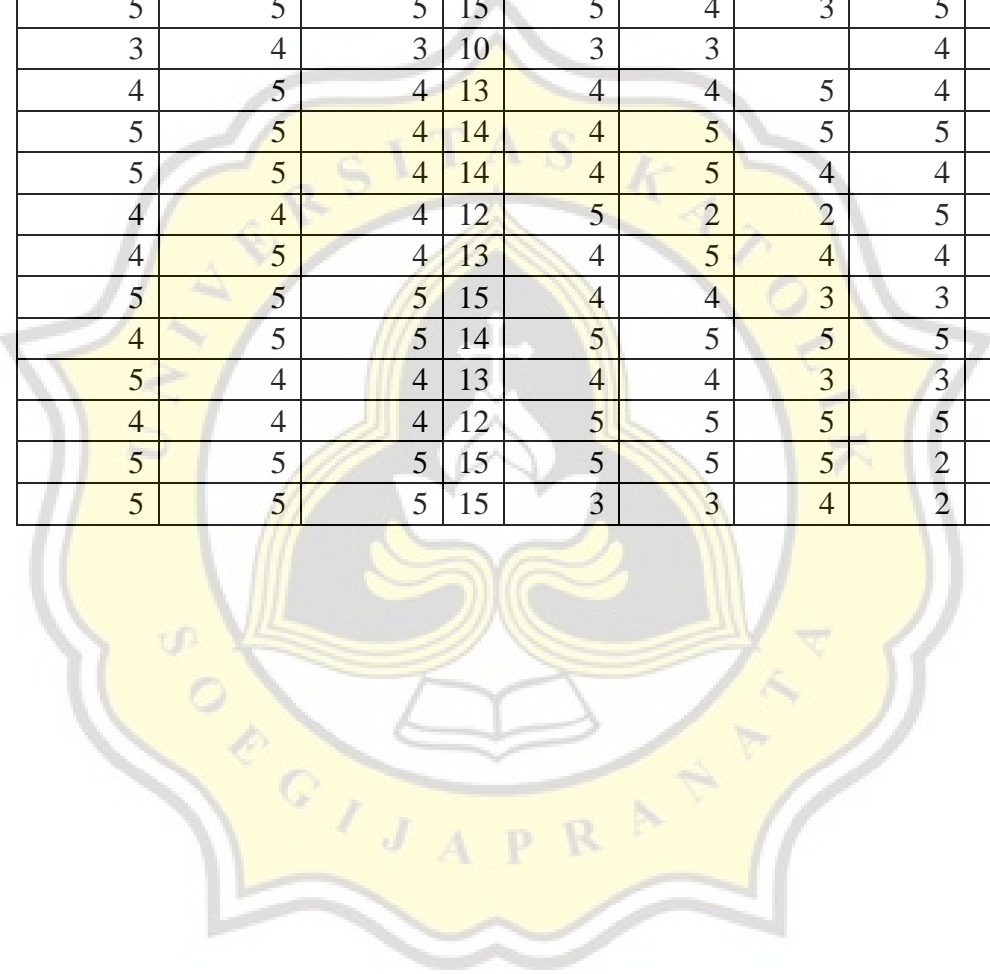 5 5 5 15 5 4 3 5
3 4 3 10 3 3 4
4 5 4 13 4 4 5 4
5 5 4 14 4 5 5 5
5 5 4 14 4 5 4 4
4 4 4 12 5 2 2 5
4 5 4 13 4 5 4 4
5 5 5 15 4 4 3 3
4 5 5 14 5 5 5 5
5 4 4 13 4 4 3 3
4 4 4 12 5 5 5 5
5 5 5 15 5 5 5 2
5 5 5 15 3 3 4 2
UNIVERSITAS KATOLIK
SOEGIJAPRANATA